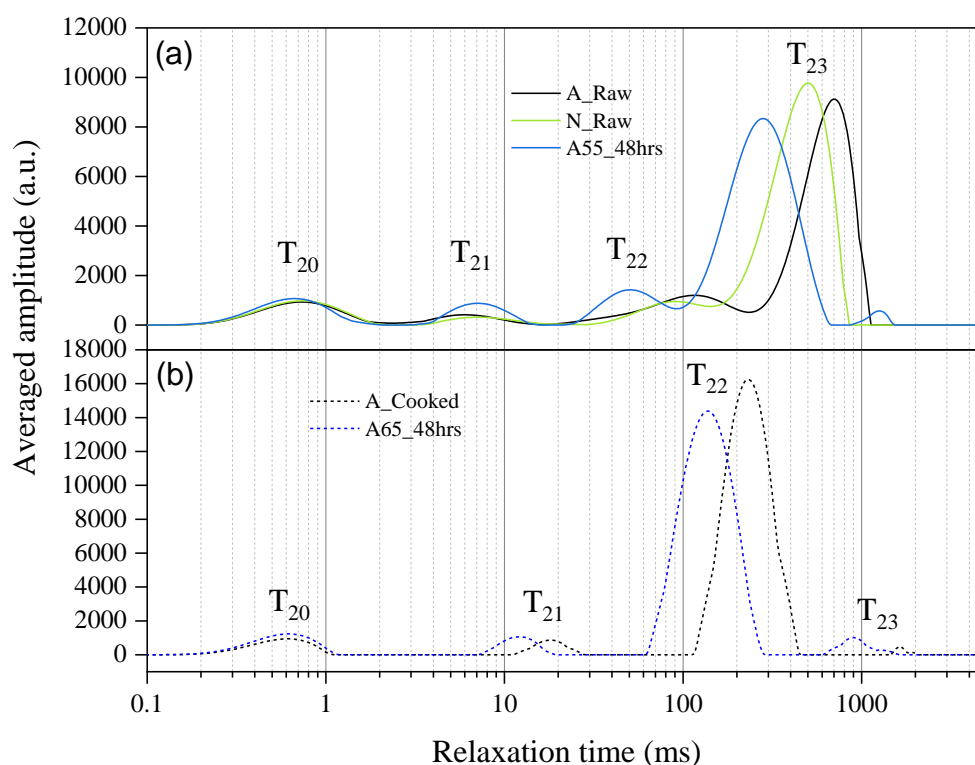 Averaged amplitude (a.u.)
12000
10000
8000
6000
4000
2000
0
(a)
T20
T21
T22
T23
A_Raw
N_Raw
A55_48hrs
18000
16000
14000
12000
10000
8000
6000
4000
2000
0
(b)
A_Cooked
A65_48hrs
T20
T21
T22
T23
0.1 1 10 100 1000
Relaxation time (ms)